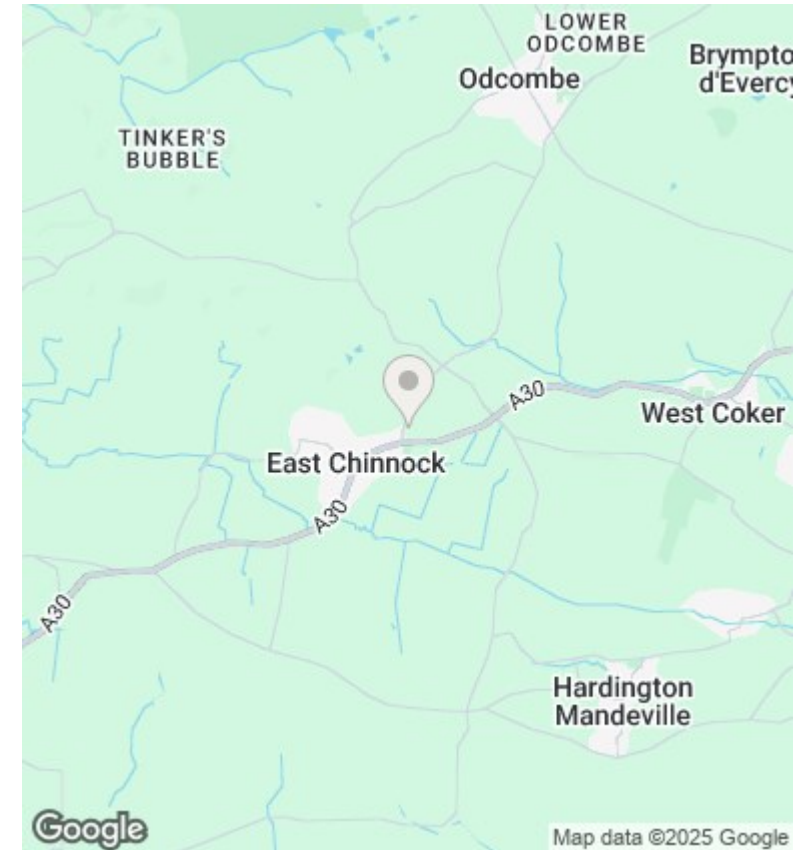 LOWER
ODCOMBE
Odcombe
Brympto
d'Evercy
TINKER'S
BUBBLE
A30
West Coker
East Chinnock
A30
A30
Hardington
Mandeville
Google
Map data ©2025 Google